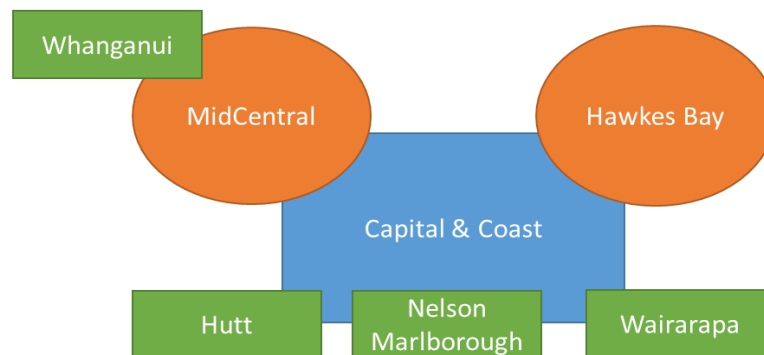 Whanganui
MidCentral
Hawkes Bay
Capital & Coast
Hutt
Nelson
Marlborough
Wairarapa